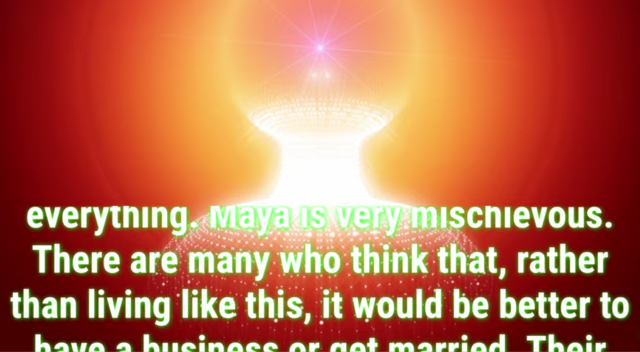 everything. Maya is very mischievous.
There are many who think that, rather
than living like this, it would be better to
have a business or get married. Their